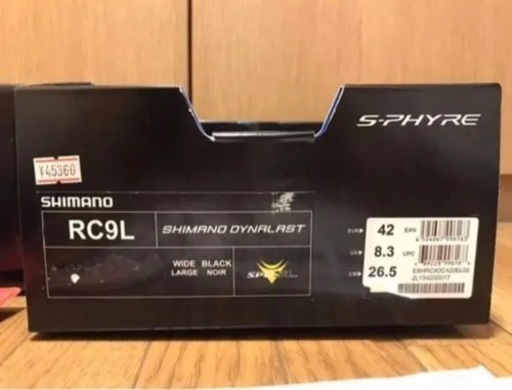 S-PHYRE
¥45360
SHIMANO
RC9L
SHIMANO DYNALAST
WIDE BLACK
LARGE NOIR
EUR 42 EAN
US 8.3 UPC
CM 26.5